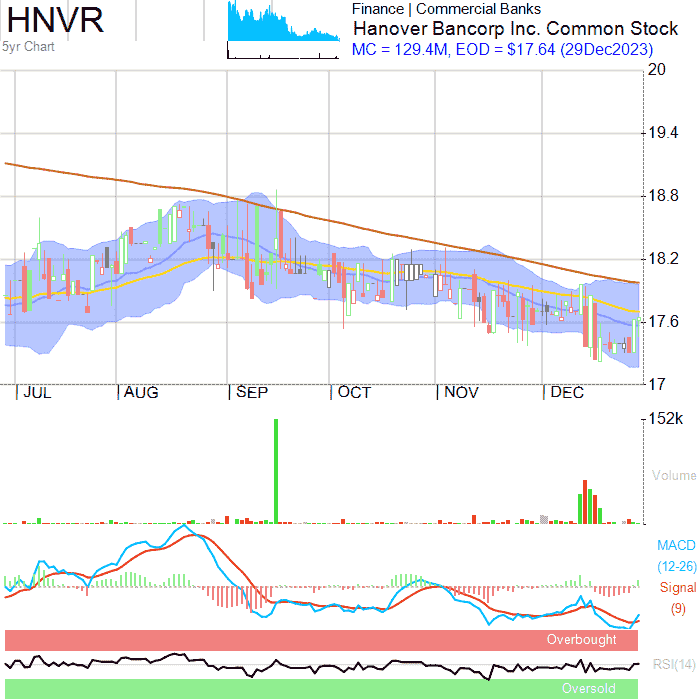 HNVR
5yr Chart
Finance | Commercial Banks
Hanover Bancorp Inc. Common Stock
MC = 129.4M, EOD = $17.64 (29Dec2023)
20
19.4
18.8
18.2
17.6
17
JUL AUG SEP OCT NOV DEC
152k
Volume
MACD
(12-26)
Signal
(9)
Overbought
RSI(14)
Oversold